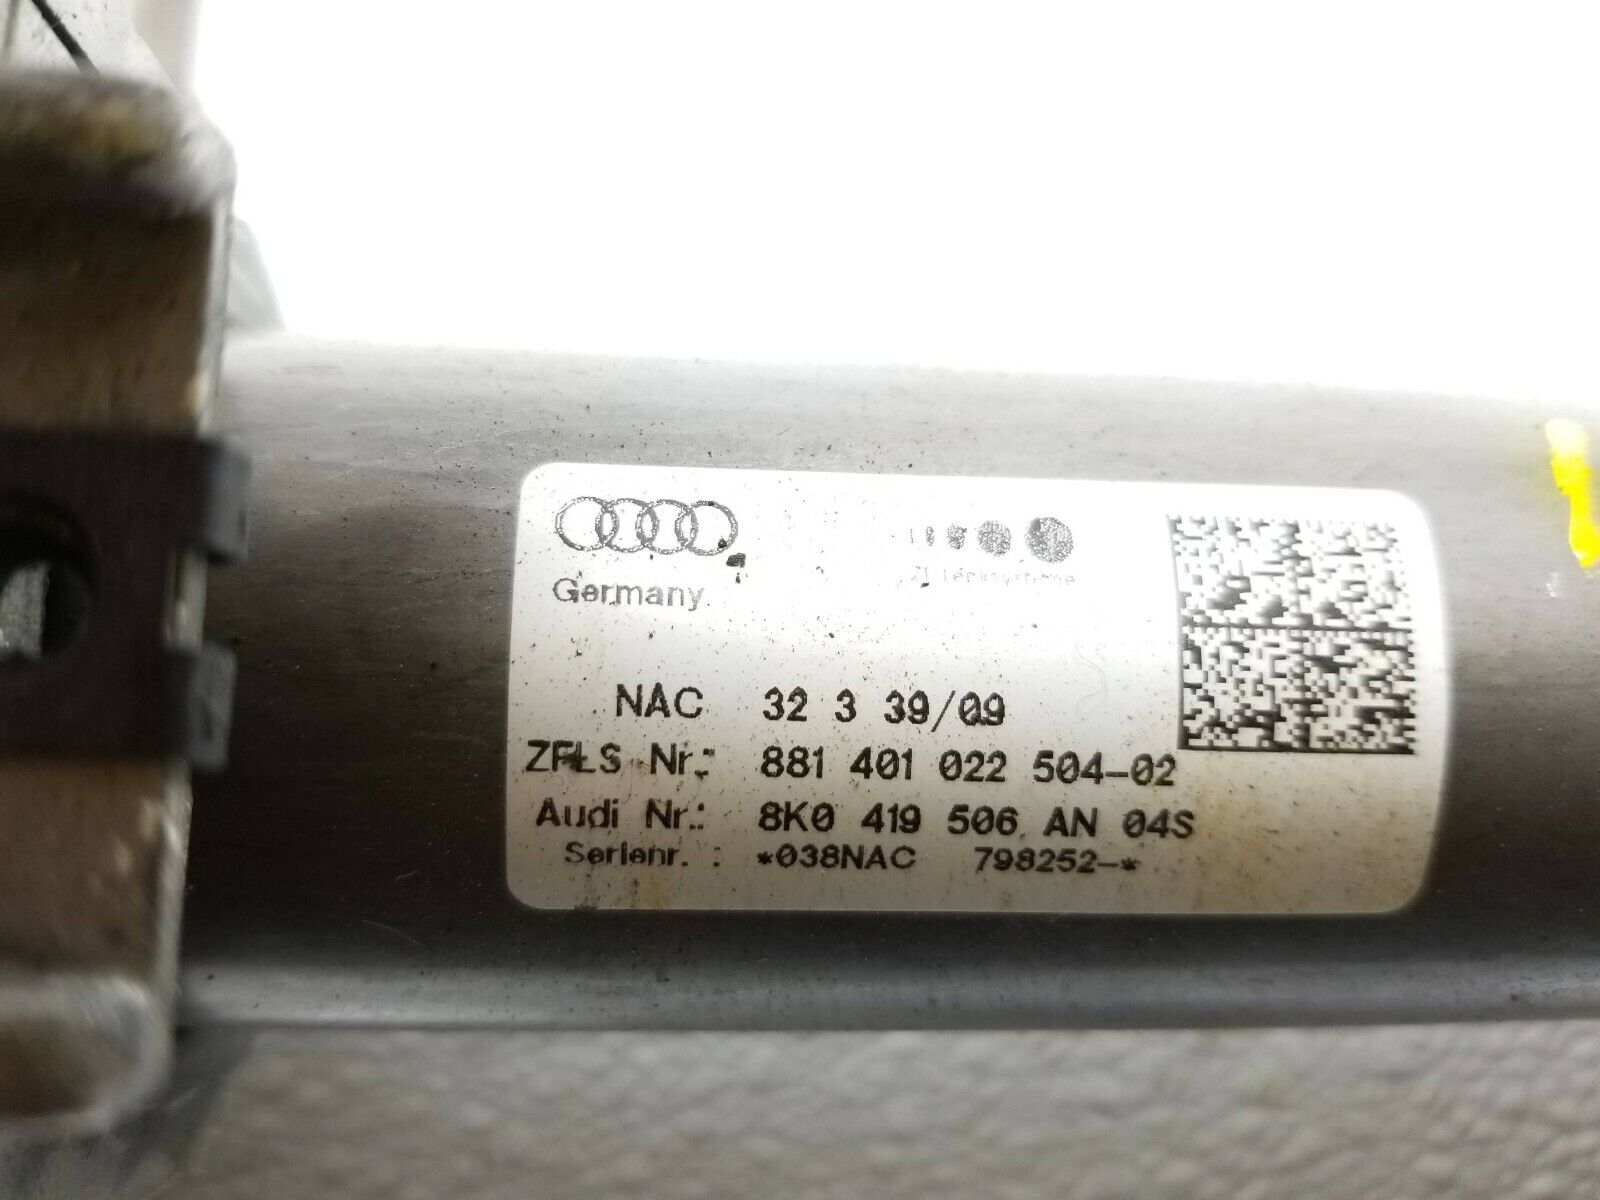 Germany
NAC 32 3 39/09
ZFLS Nr.: 881 401 022 504-02
Audi Nr.: 8K0 419 506 AN 04S
Serienr. : *038NAC 798252-*